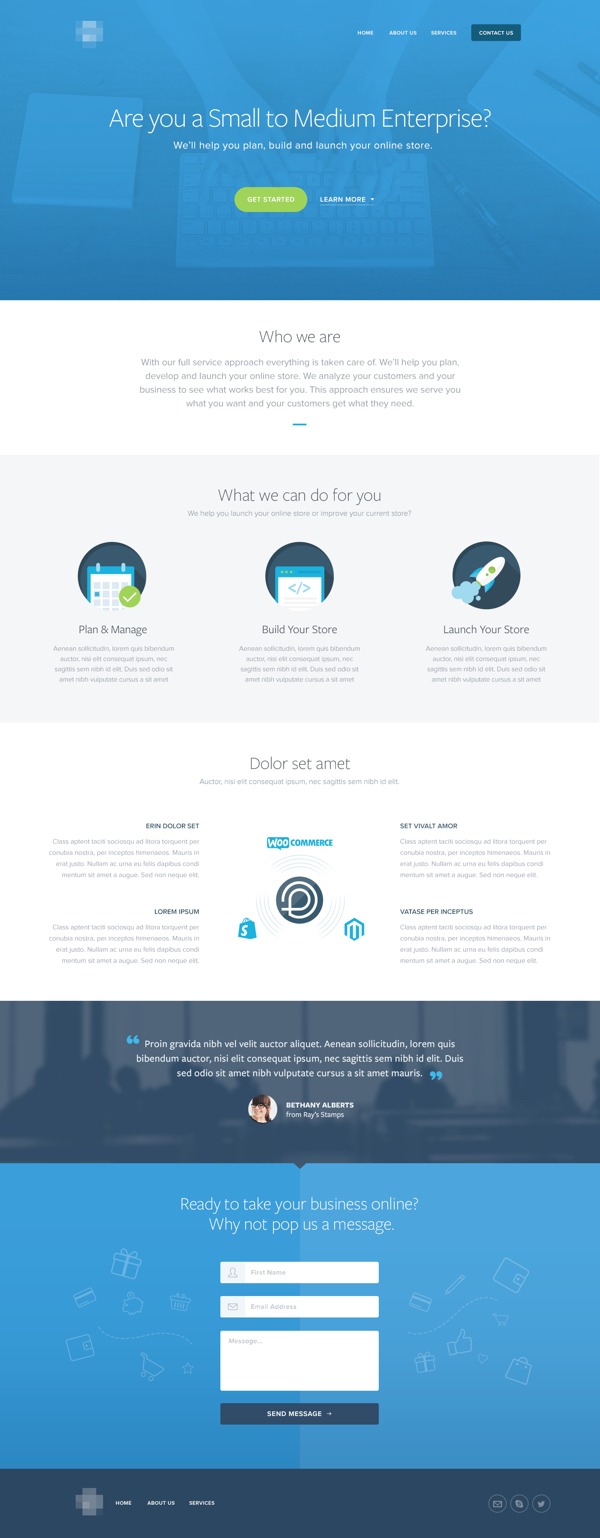 HOME
ABOUT US
SERVICES
CONTACT US
Are you a Small to Medium Enterprise?
We'll help you plan, build and launch your online store.
GET STARTED
LEARN MORE
Who we are
With our full service approach everything is taken care of. We'll help you plan,
develop and launch your online store. We analyze your customers and your
business to see what works best for you. This approach ensures we serve you
what you want and your customers get what they need.
What we can do for you
We help you launch your online store or improve your current store?
</>
Plan & Manage
Aenean sollicitudin, lorem quis bibendum
auctor, nisi elit consequat ipsum, nec
sagittis sem nibh id elit. Duis sed odio sit
amet nibh vulputate cursus a sit amet
Build Your Store
Aenean sollicitudin, lorem quis bibendum
auctor, nisi elit consequat ipsum, nec
sagittis sem nibh id elit. Duis sed odio sit
amet nibh vulputate cursus a sit amet
Launch Your Store
Aenean sollicitudin, lorem quis bibendum
auctor, nisi elit consequat ipsum, nec
sagittis sem nibh id elit. Duis sed odio sit
amet nibh vulputate cursus a sit amet
Dolor set amet
Auctor, nisi elit consequat ipsum, nec sagittis sem nibh id elit.
ERIN DOLOR SET
Class aptent taciti sociosqu ad litora torquent per
conubia nostra, per inceptos himenaeos. Mauris in
erat justo. Nullam ac urna eu felis dapibus condi
mentum sit amet a augue. Sed non neque elit.
LOREM IPSUM
Class aptent taciti sociosqu ad litora torquent per
conubia nostra, per inceptos himenaeos. Mauris in
erat justo. Nullam ac urna eu felis dapibus condi
mentum sit amet a augue. Sed non neque elit.
WOO COMMERCE
S
SET VIVALT AMOR
Class aptent taciti sociosqu ad litora torquent per
conubia nostra, per inceptos himenaeos. Mauris in
erat justo. Nullam ac urna eu felis dapibus condi
mentum sit amet a augue. Sed non neque elit.
VATASE PER INCEPTUS
Class aptent taciti sociosqu ad litora torquent per
conubia nostra, per inceptos himenaeos. Mauris in
erat justo. Nullam ac urna eu felis dapibus condi
mentum sit amet a augue. Sed non neque elit.
“ Proin gravida nibh vel velit auctor aliquet. Aenean sollicitudin, lorem quis
bibendum auctor, nisi elit consequat ipsum, nec sagittis sem nibh id elit. Duis
sed odio sit amet nibh vulputate cursus a sit amet mauris. ”
BETHANY ALBERTS
from Ray's Stamps
Ready to take your business online?
Why not pop us a message.
First Name
Email Address
Message...
SEND MESSAGE →
HOME
ABOUT US
SERVICES